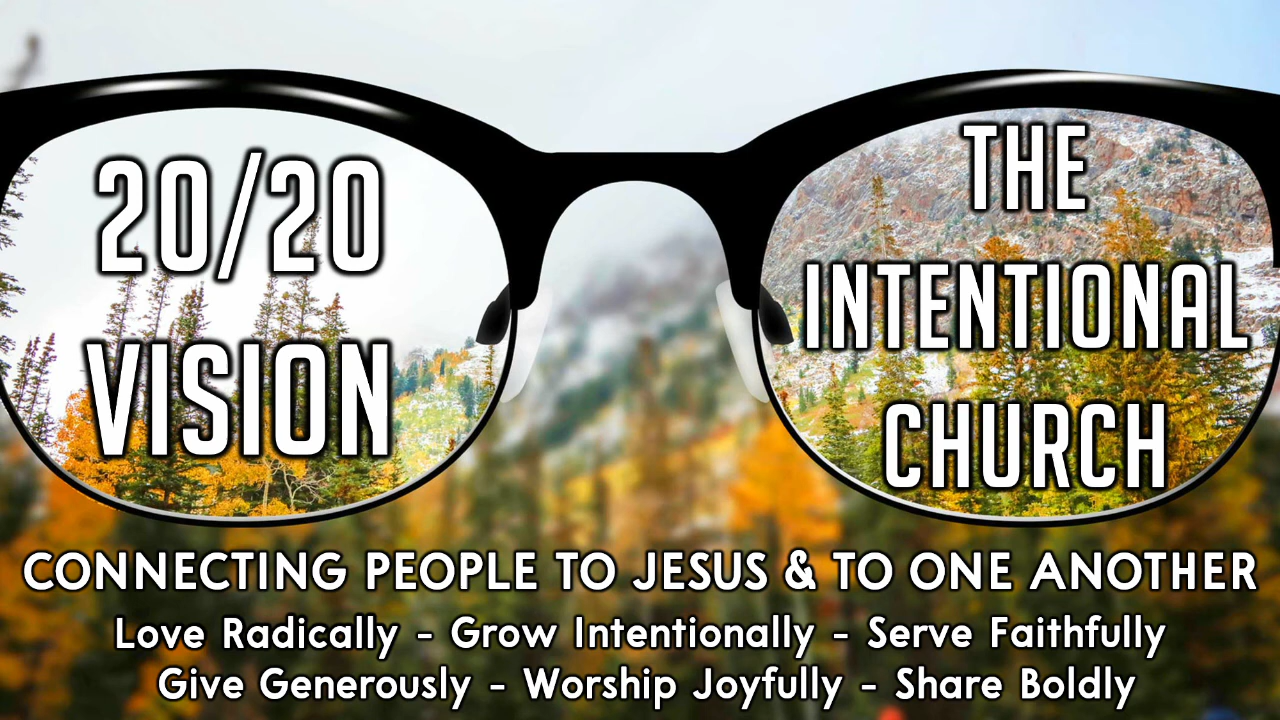 20/20
VISION
THE
INTENTIONAL
CHURCH
CONNECTING PEOPLE TO JESUS & TO ONE ANOTHER
Love Radically - Grow Intentionally - Serve Faithfully
Give Generously - Worship Joyfully - Share Boldly